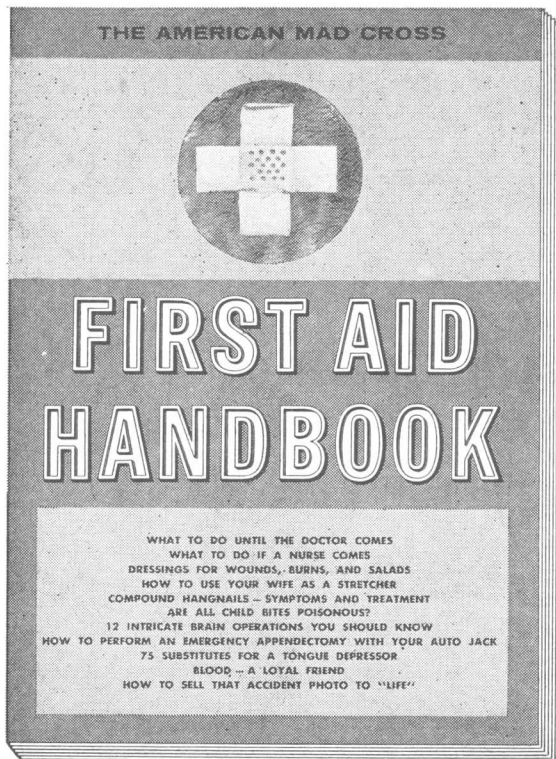 THE AMERICAN MAD CROSS
FIRST AID
HANDBOOK
WHAT TO DO UNTIL THE DOCTOR COMES
WHAT TO DO IF A NURSE COMES
DRESSINGS FOR WOUNDS, BURNS, AND SALADS
HOW TO USE YOUR WIFE AS A STRETCHER
COMPOUND HANGNAILS – SYMPTOMS AND TREATMENT
ARE ALL CHILD BITES POISONOUS?
12 INTRICATE BRAIN OPERATIONS YOU SHOULD KNOW
HOW TO PERFORM AN EMERGENCY APPENDECTOMY WITH YOUR AUTO JACK
75 SUBSTITUTES FOR A TONGUE DEPRESSOR
BLOOD – A LOYAL FRIEND
HOW TO SELL THAT ACCIDENT PHOTO TO "LIFE"